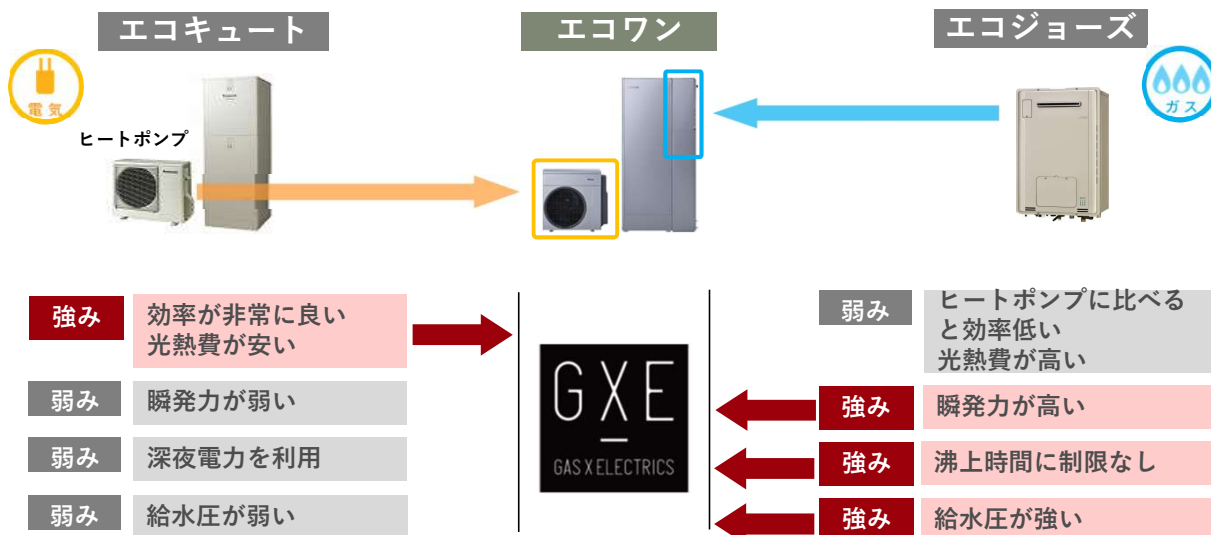 エコキュート
エコワン
エコジョーズ
電気
ガス
ヒートポンプ
強み
効率が非常に良い
光熱費が安い
弱み
瞬発力が弱い
弱み
深夜電力を利用
弱み
給水圧が弱い
GXE
GAS X ELECTRICS
弱み
ヒートポンプに比べる
と効率低い
光熱費が高い
強み
瞬発力が高い
強み
沸上時間に制限なし
強み
給水圧が強い